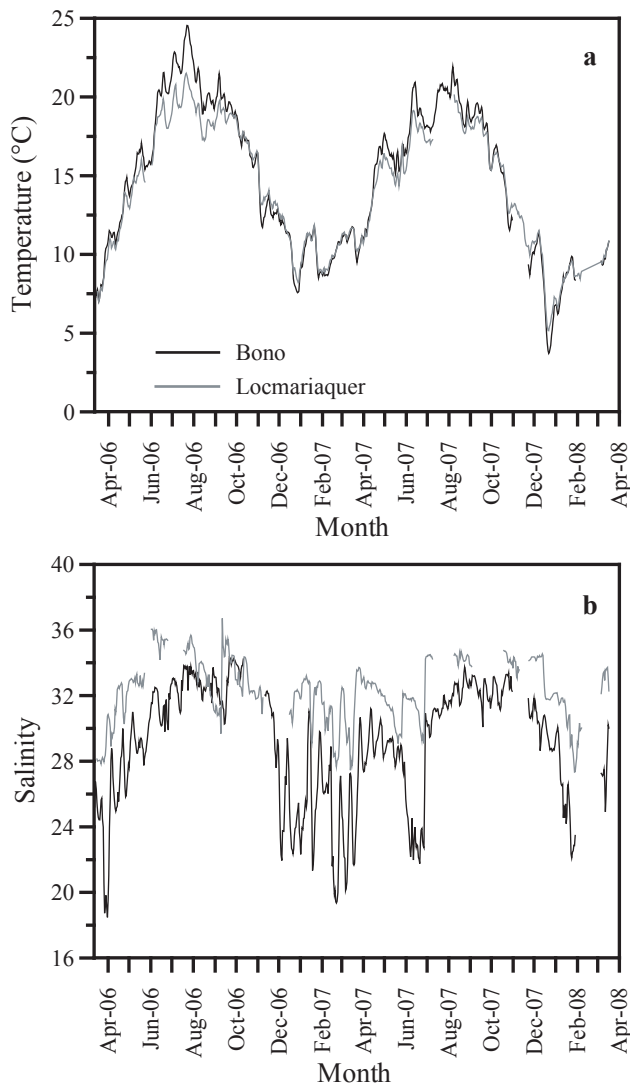 a
25
20
15
10
5
0
Temperature (°C)
Bono
Locmariaquer
Apr-06
Jun-06
Aug-06
Oct-06
Dec-06
Feb-07
Apr-07
Jun-07
Aug-07
Oct-07
Dec-07
Feb-08
Apr-08
Month
b
40
36
32
28
24
20
16
Salinity
Apr-06
Jun-06
Aug-06
Oct-06
Dec-06
Feb-07
Apr-07
Jun-07
Aug-07
Oct-07
Dec-07
Feb-08
Apr-08
Month